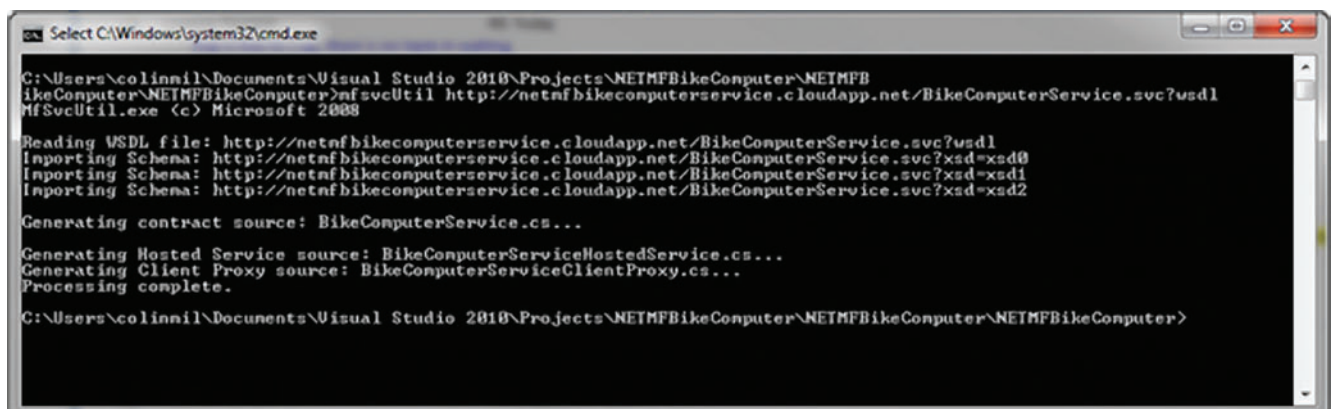 Select C:\Windows\system32\cmd.exe
C:\Users\colinmil\Documents\Visual Studio 2010\Projects\NETMFBikeComputer\NETMFB
ikeComputer\NETMFBikeComputer>mfsvcUtil http://netmfbikecomputerservice.cloudapp.net/BikeComputerService.svc?wsdl
MfSvcUtil.exe (c) Microsoft 2008
Reading WSDL file: http://netmfbikecomputerservice.cloudapp.net/BikeComputerService.svc?wsdl
Importing Schema: http://netmfbikecomputerservice.cloudapp.net/BikeComputerService.svc?xsd=xsd0
Importing Schema: http://netmfbikecomputerservice.cloudapp.net/BikeComputerService.svc?xsd=xsd1
Importing Schema: http://netmfbikecomputerservice.cloudapp.net/BikeComputerService.svc?xsd=xsd2
Generating contract source: BikeComputerService.cs...
Generating Hosted Service source: BikeComputerServiceHostedService.cs...
Generating Client Proxy source: BikeComputerServiceClientProxy.cs...
Processing complete.
C:\Users\colinmil\Documents\Visual Studio 2010\Projects\NETMFBikeComputer\NETMFBikeComputer\NETMFBikeComputer>